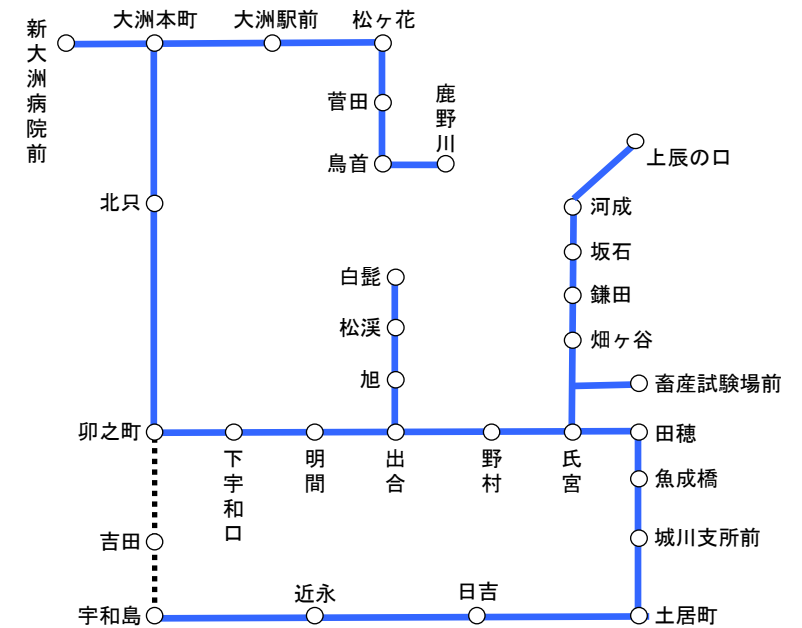 新大洲病院前
大洲本町
大洲駅前
松ヶ花
菅田
鹿野川
鳥首
上辰の口
北只
河成
坂石
白髭
鎌田
松渓
畑ヶ谷
旭
畜産試験場前
卯之町
下宇和口
明間
出合
野村
氏宮
田穂
魚成橋
吉田
城川支所前
宇和島
近永
日吉
土居町